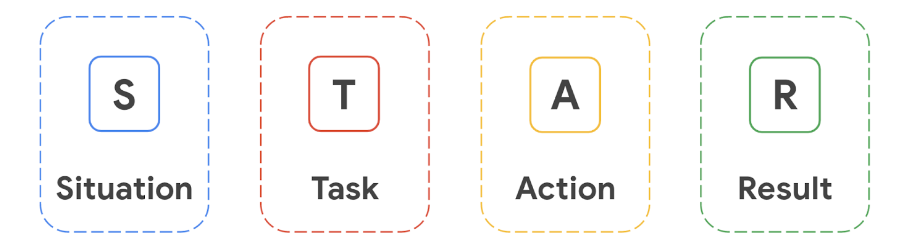 S T A R
Situation Task Action Result